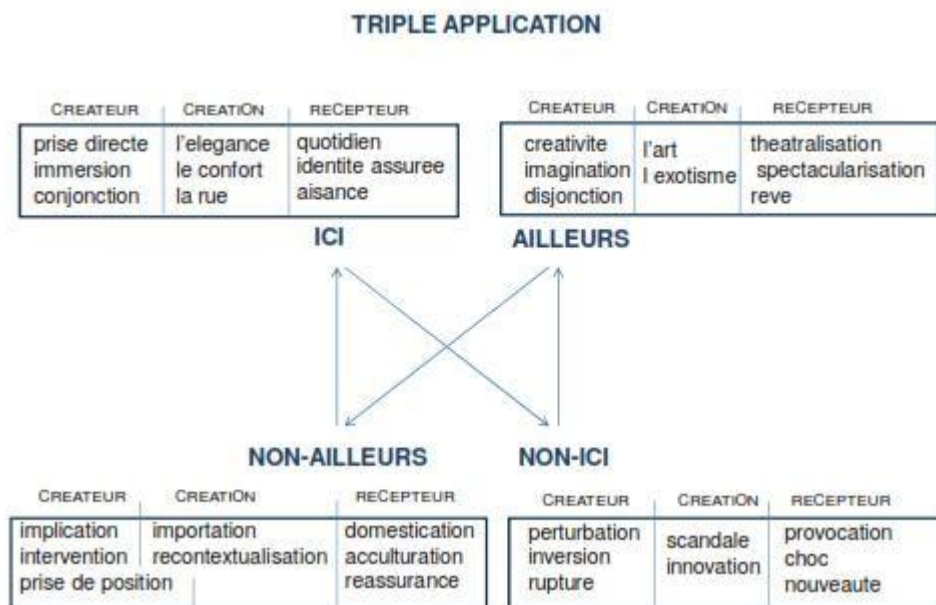 TRIPLE APPLICATION
CREATEUR CREATION RECEPTEUR
prise directe l'elegance quotidien
immersion le confort identite assuree
conjonction la rue aisance
CREATEUR CREATION RECEPTEUR
creativite l'art theatralisation
imagination l exotisme spectacularisation
disjonction reve
ICI AILLEURS
NON-AILLEURS NON-ICI
CREATEUR CREATION RECEPTEUR
implication importation domestication
intervention recontextualisation acculturation
prise de position reassurance
CREATEUR CREATION RECEPTEUR
perturbation scandale provocation
inversion innovation choc
rupture nouveaute